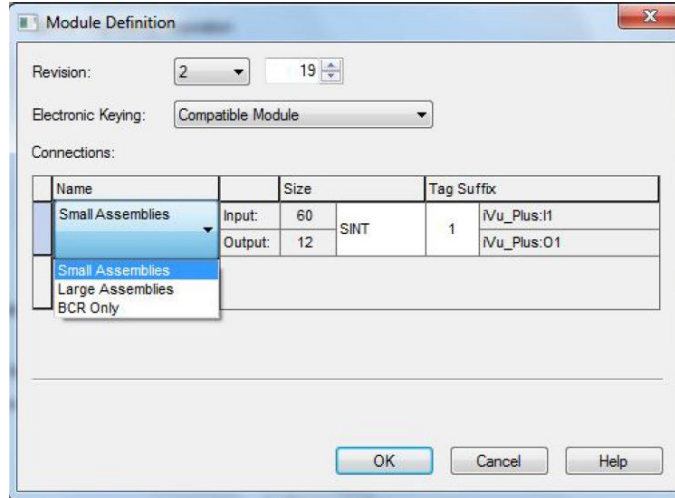 Module Definition
Revision: 2 19
Electronic Keying: Compatible Module
Connections:
Name Size Tag Suffix
Small Assemblies Input: 60 SINT 1 iVu_Plus:I1
Output: 12 iVu_Plus:O1
Small Assemblies
Large Assemblies
BCR Only
OK Cancel Help